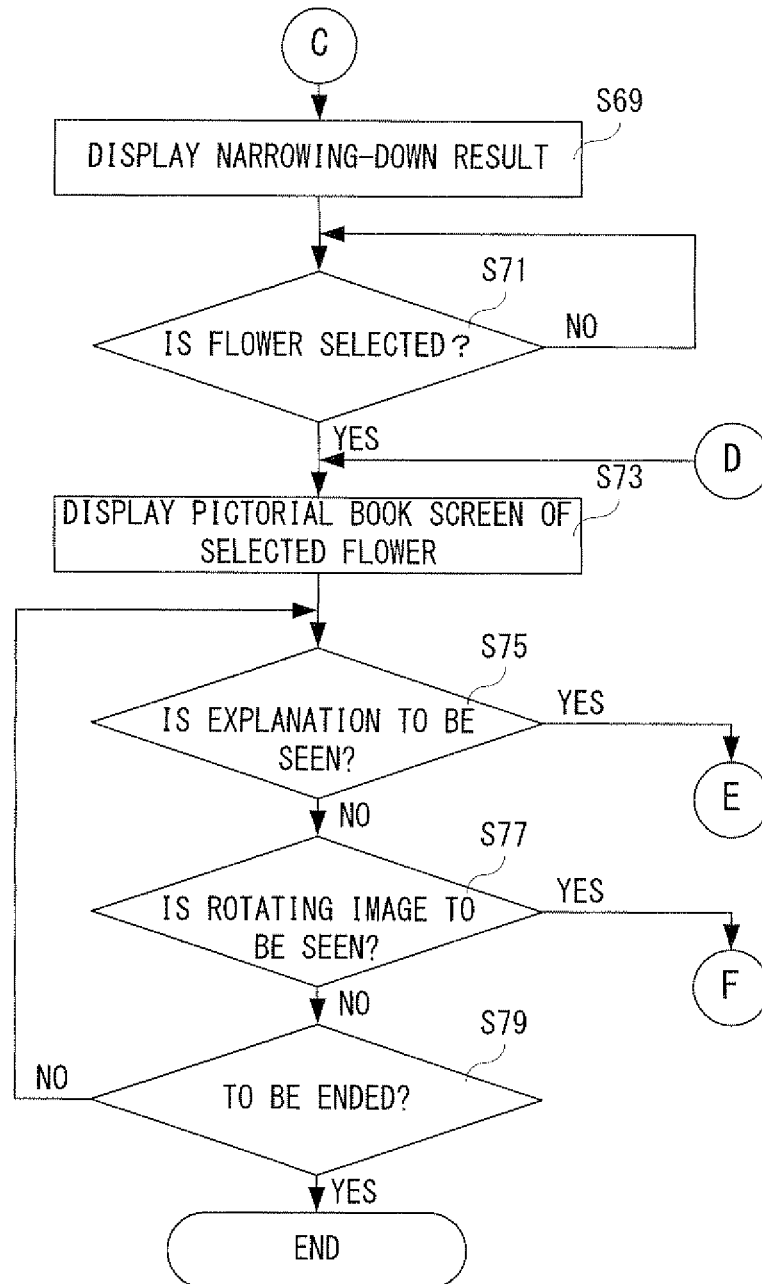 C
S69
DISPLAY NARROWING-DOWN RESULT
S71
IS FLOWER SELECTED?
NO
YES
D
S73
DISPLAY PICTORIAL BOOK SCREEN OF
SELECTED FLOWER
S75
IS EXPLANATION TO BE
SEEN?
YES
E
NO
S77
IS ROTATING IMAGE TO
BE SEEN?
YES
F
NO
S79
TO BE ENDED?
NO
YES
END